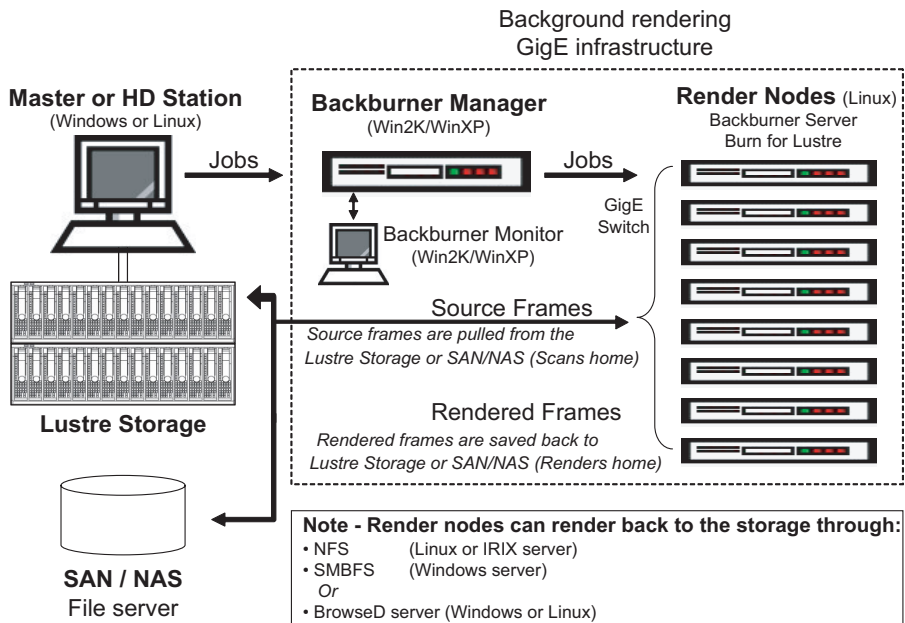 Background rendering
GigE infrastructure
Master or HD Station
(Windows or Linux)
Jobs
Backburner Manager
(Win2K/WinXP)
Jobs
Render Nodes (Linux)
Backburner Server
Burn for Lustre
GigE
Switch
Backburner Monitor
(Win2K/WinXP)
Source Frames
Source frames are pulled from the
Lustre Storage or SAN/NAS (Scans home)
Lustre Storage
Rendered Frames
Rendered frames are saved back to
Lustre Storage or SAN/NAS (Renders home)
SAN / NAS
File server
Note - Render nodes can render back to the storage through:
• NFS (Linux or IRIX server)
• SMBFS (Windows server)
Or
• BrowseD server (Windows or Linux)